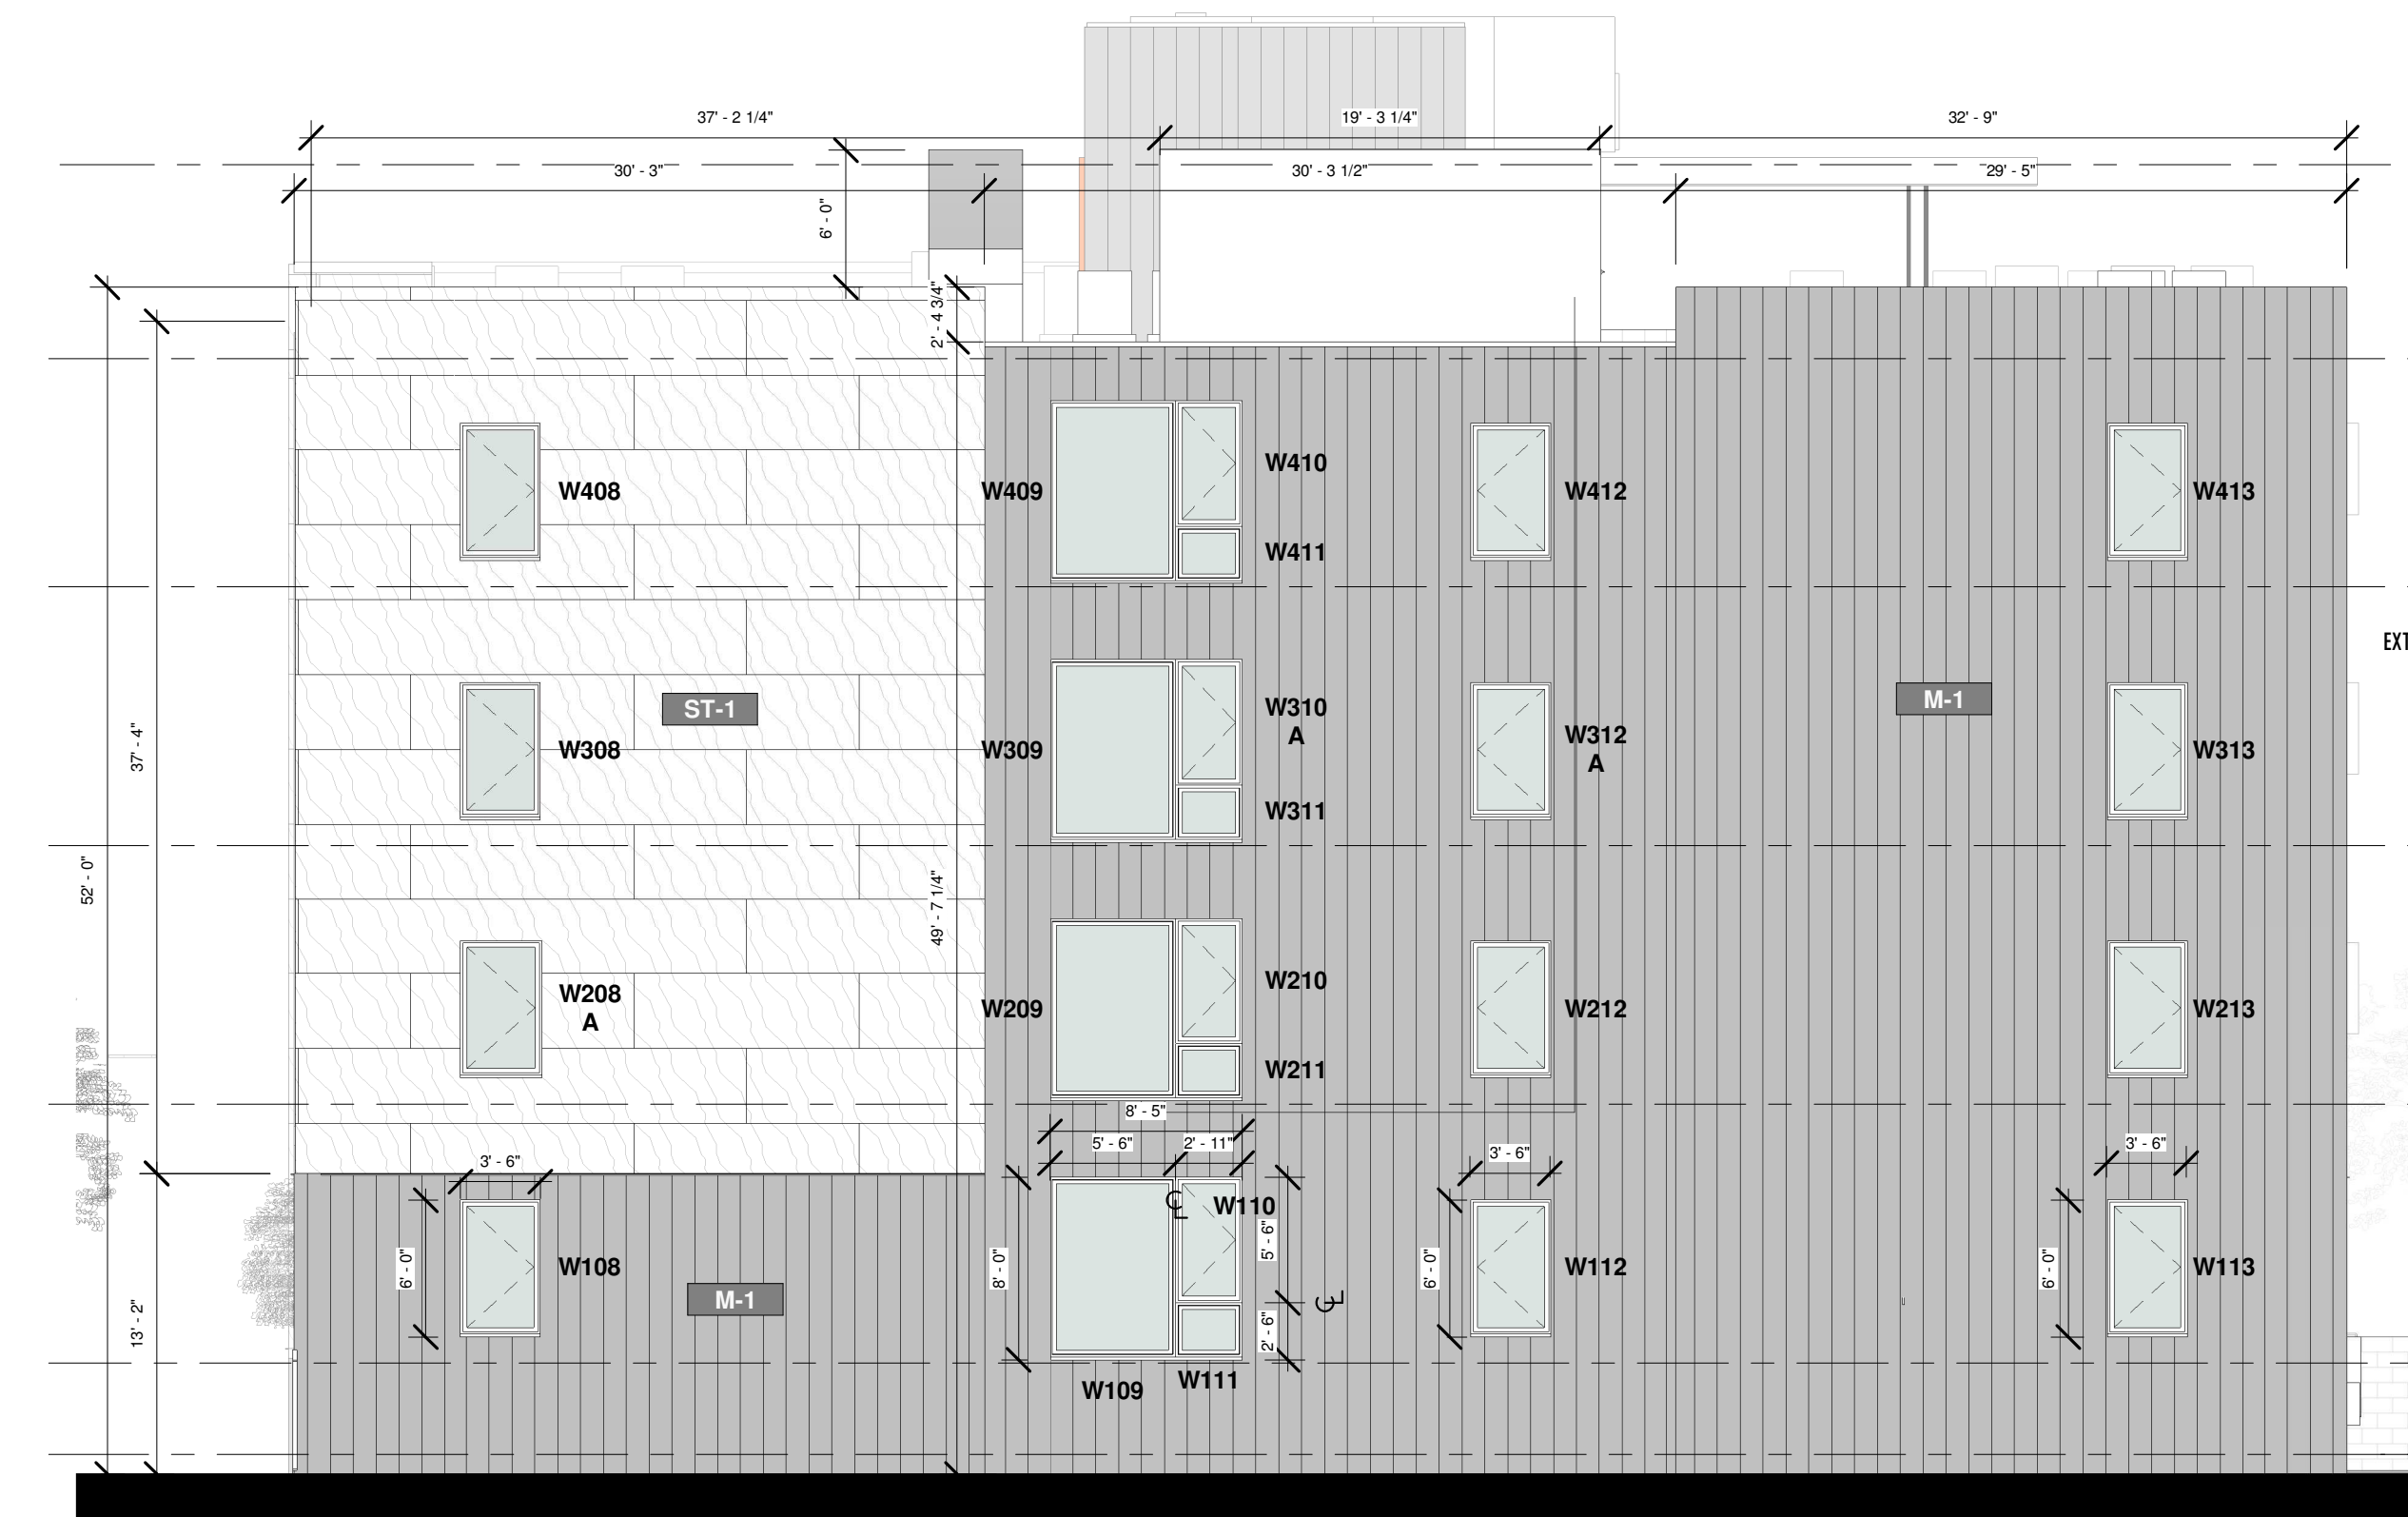 37' - 2 1/4"
19' - 3 1/4"
32' - 9"
30' - 3"
30' - 3 1/2"
29' - 5"
6' - 0"
2' - 4 3/4"
W408
W409
W410
W411
W412
W413
EXT
ST-1
M-1
W308
W309
W310
A
W311
W312
A
W313
37' - 4"
52' - 0"
49' - 7 1/4"
W208
A
W209
W210
W211
W212
W213
8' - 5"
5' - 6"
2' - 11"
3' - 6"
3' - 6"
3' - 6"
W108
W110
W112
W113
6' - 0"
8' - 0"
5' - 6"
2' - 6"
6' - 0"
6' - 0"
CL
CL
M-1
13' - 2"
W109
W111